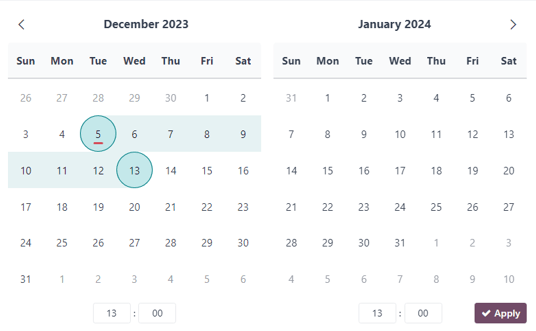 December 2023
Sun Mon Tue Wed Thu Fri Sat
26 27 28 29 30 1 2
3 4 5 6 7 8 9
10 11 12 13 14 15 16
17 18 19 20 21 22 23
24 25 26 27 28 29 30
31 1 2 3 4 5 6
13 : 00
January 2024
Sun Mon Tue Wed Thu Fri Sat
31 1 2 3 4 5 6
7 8 9 10 11 12 13
14 15 16 17 18 19 20
21 22 23 24 25 26 27
28 29 30 31 1 2 3
4 5 6 7 8 9 10
13 : 00
Apply